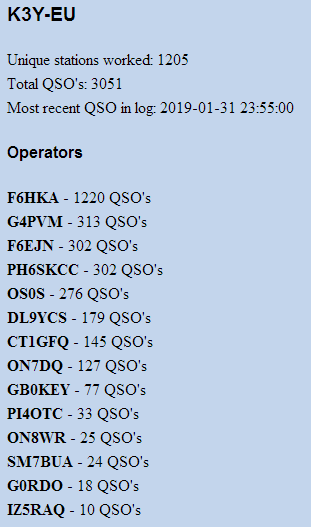 K3Y-EU
Unique stations worked: 1205
Total QSO's: 3051
Most recent QSO in log: 2019-01-31 23:55:00
Operators
F6HKA - 1220 QSO's
G4PVM - 313 QSO's
F6EJN - 302 QSO's
PH6SKCC - 302 QSO's
OS0S - 276 QSO's
DL9YCS - 179 QSO's
CT1GFQ - 145 QSO's
ON7DQ - 127 QSO's
GB0KEY - 77 QSO's
PI4OTC - 33 QSO's
ON8WR - 25 QSO's
SM7BUA - 24 QSO's
G0RDO - 18 QSO's
IZ5RAQ - 10 QSO's